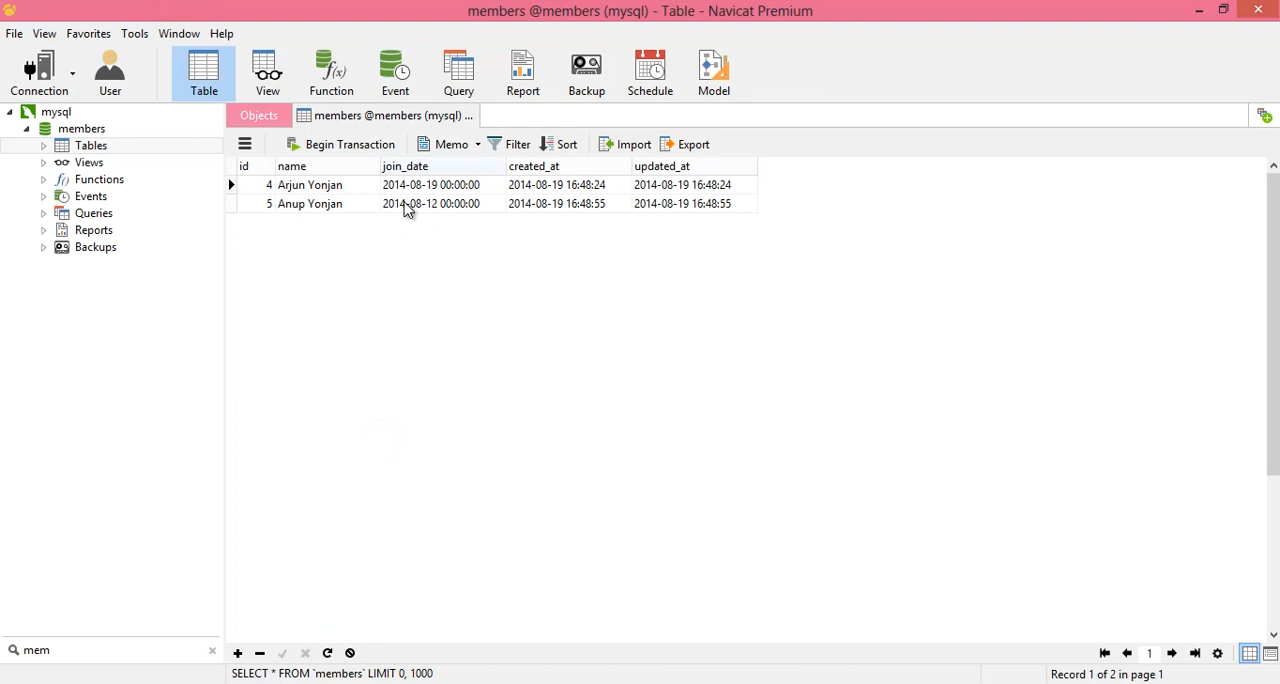 members @members (mysql) - Table - Navicat Premium
File View Favorites Tools Window Help
Connection User Table View Function Event Query Report Backup Schedule Model
mysql
members
Tables
Views
Functions
Events
Queries
Reports
Backups
Objects members @members (mysql) ...
Begin Transaction Memo Filter Sort Import Export
id name join_date created_at updated_at
4 Arjun Yonjan 2014-08-19 00:00:00 2014-08-19 16:48:24 2014-08-19 16:48:24
5 Anup Yonjan 2014-08-12 00:00:00 2014-08-19 16:48:55 2014-08-19 16:48:55
mem
1
SELECT * FROM `members` LIMIT 0, 1000 Record 1 of 2 in page 1